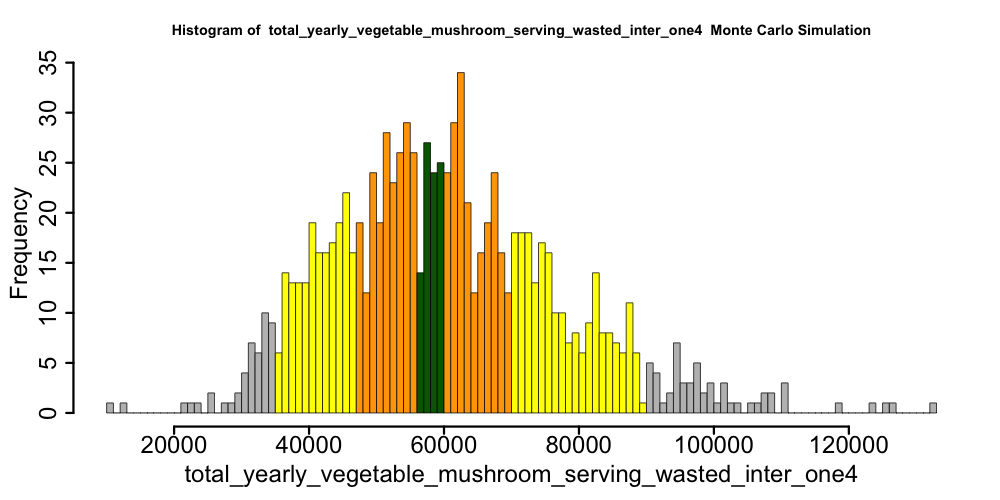 Histogram of  total_yearly_vegetable_mushroom_serving_wasted_inter_one4  Monte Carlo Simulation
Frequency
35
30
25
20
15
10
5
0
20000 40000 60000 80000 100000 120000
total_yearly_vegetable_mushroom_serving_wasted_inter_one4